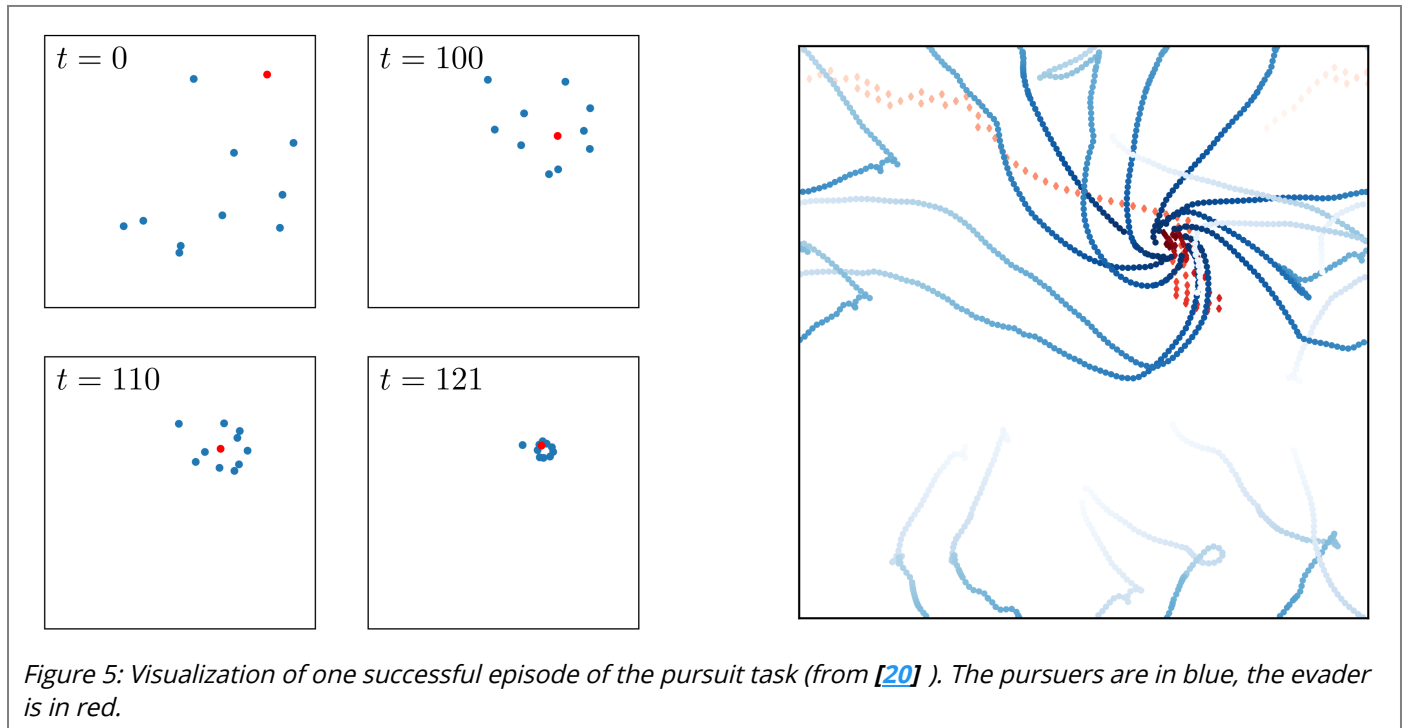 t = 0
t = 100
t = 110
t = 121
Figure 5: Visualization of one successful episode of the pursuit task (from [20] ). The pursuers are in blue, the evader
is in red.